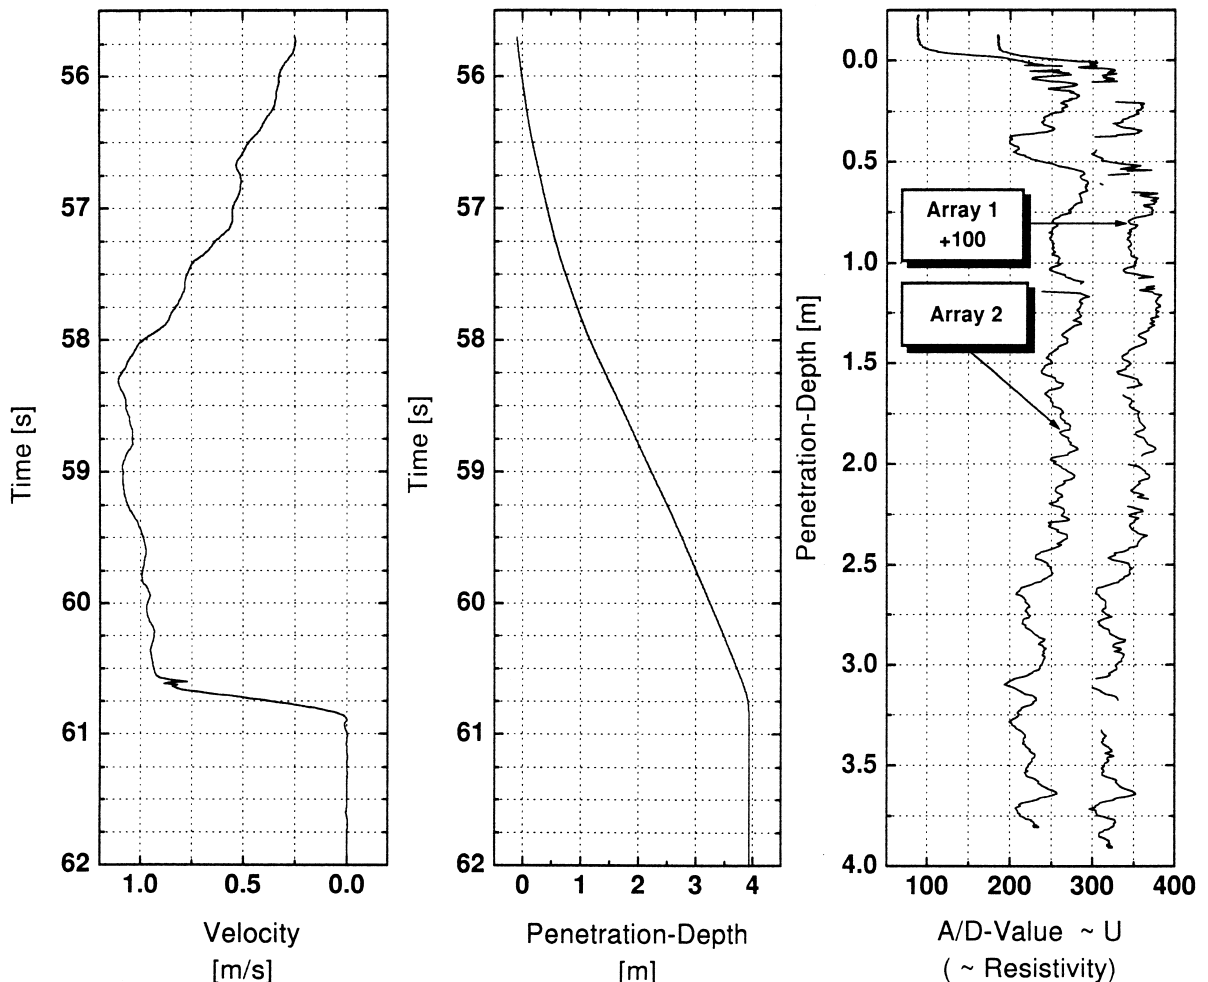 56
57
58
59
60
61
62
Time [s]
1.0 0.5 0.0
Velocity
[m/s]
56
57
58
59
60
61
62
Time [s]
0 1 2 3 4
Penetration-Depth
[m]
0.0
0.5
1.0
1.5
2.0
2.5
3.0
3.5
4.0
Penetration-Depth [m]
Array 1
+100
Array 2
100 200 300 400
A/D-Value ~ U
( ~ Resistivity)